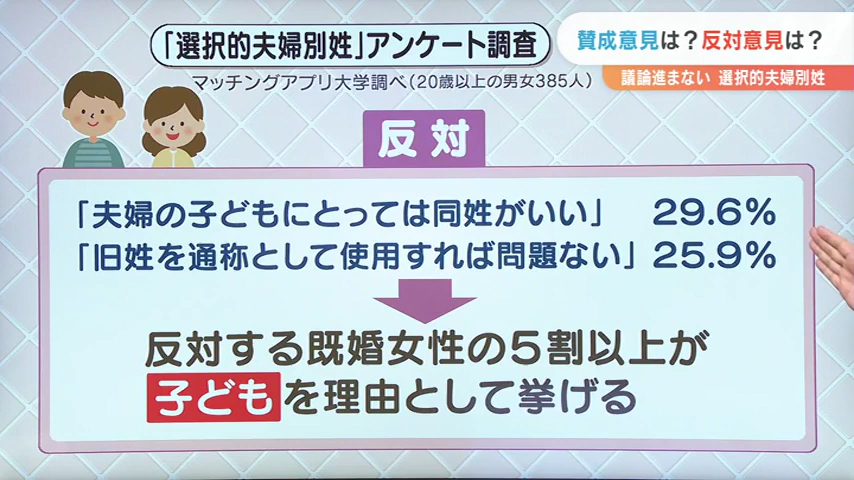 「選択的夫婦別姓」アンケート調査
マッチングアプリ大学調べ（20歳以上の男女385人）
賛成意見は？反対意見は？
議論進まない 選択的夫婦別姓
反対
「夫婦の子どもにとっては同姓がいい」 29.6%
「旧姓を通称として使用すれば問題ない」 25.9%
反対する既婚女性の5割以上が
子どもを理由として挙げる